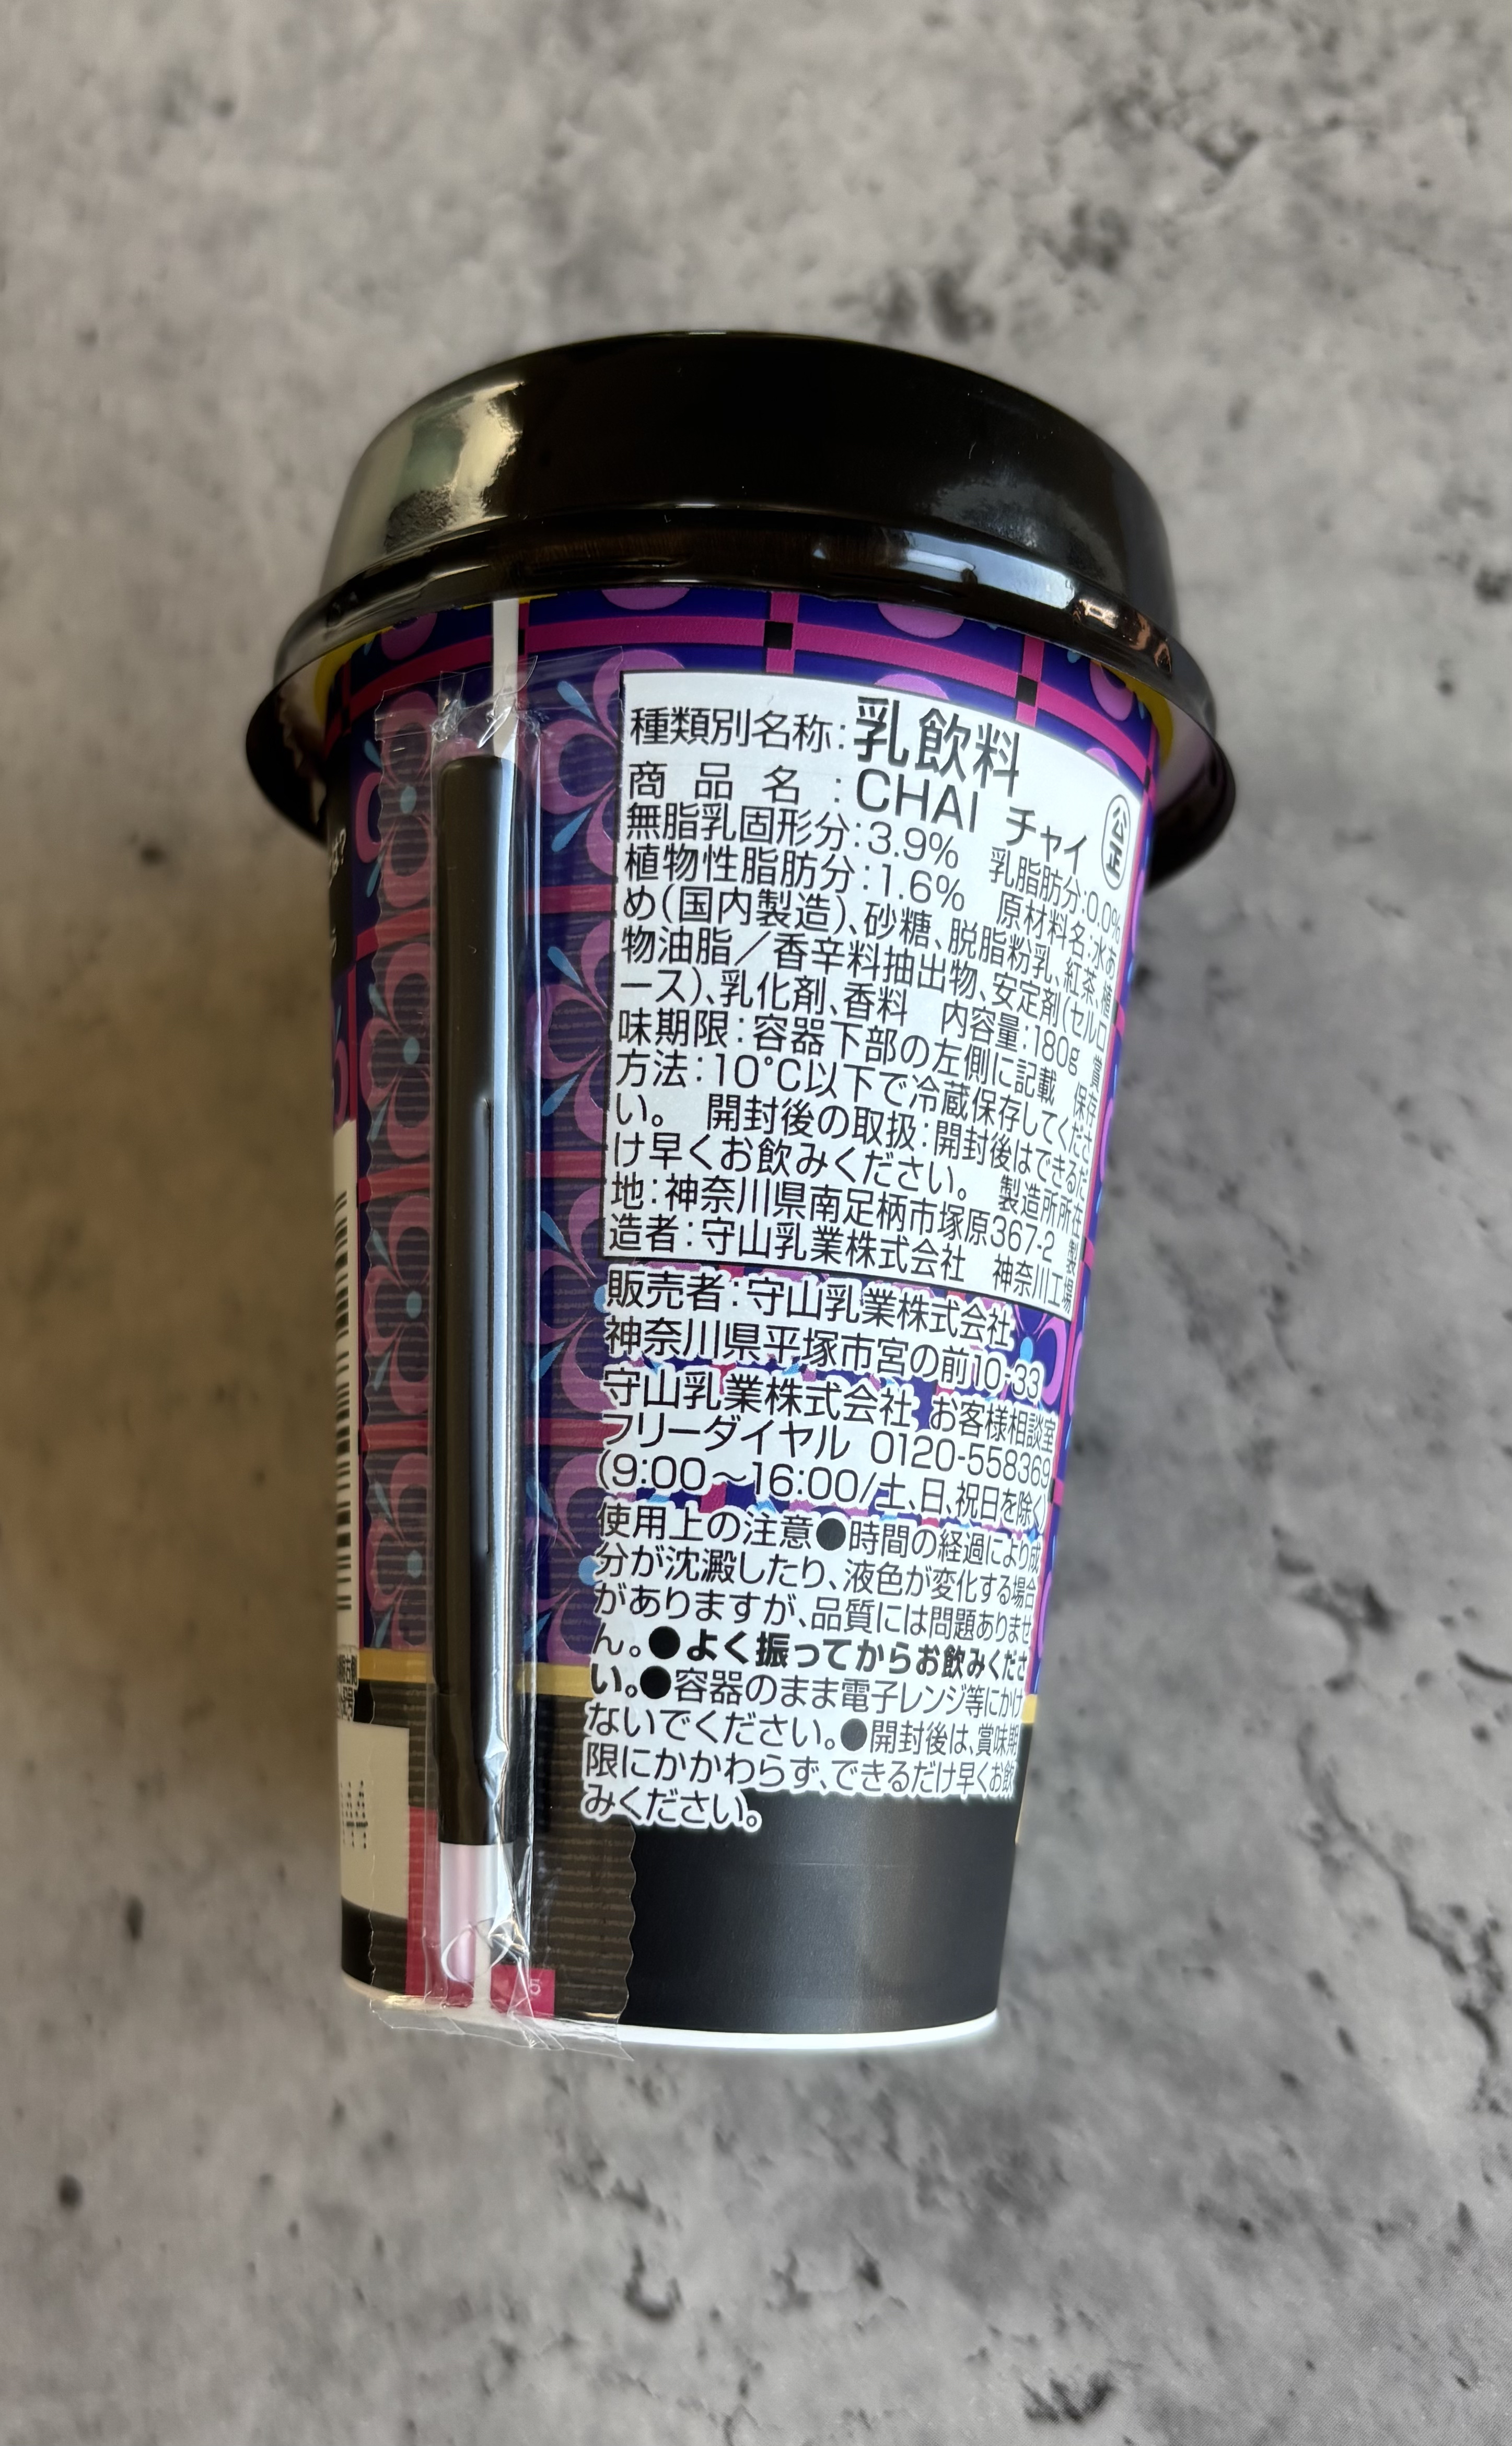 種類別名称:乳飲料
商品名:CHAI チャイ 公正
無脂乳固形分:3.9% 乳脂肪分:0.0%
植物性脂肪分:1.6% 原材料名:水あ
め(国内製造)、砂糖、脱脂粉乳、紅茶、植
物油脂/香辛料抽出物、安定剤(セルロ
ース)、乳化剤、香料 内容量:180g 賞
味期限:容器下部の左側に記載 保存
方法:10°C以下で冷蔵保存してくださ
い。 開封後の取扱:開封後はできるだ
け早くお飲みください。 製造所所在
地:神奈川県南足柄市塚原367-2 製
造者:守山乳業株式会社 神奈川工場
販売者:守山乳業株式会社
神奈川県平塚市宮の前10-33
守山乳業株式会社 お客様相談室
フリーダイヤル 0120-558369
(9:00〜16:00/土、日、祝日を除く)
使用上の注意●時間の経過により成
分が沈澱したり、液色が変化する場合
がありますが、品質には問題ありませ
ん。●よく振ってからお飲みくださ
い。●容器のまま電子レンジ等にかけ
ないでください。●開封後は、賞味期
限にかかわらず、できるだけ早くお飲
みください。